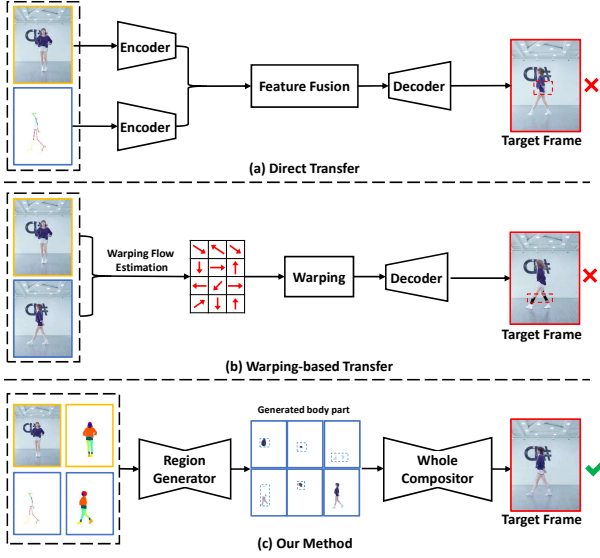 Encoder
Encoder
Feature Fusion
Decoder
Target Frame
(a) Direct Transfer
Warping Flow
Estimation
Warping
Decoder
Target Frame
(b) Warping-based Transfer
Generated body part
Region
Generator
Whole
Compositor
Target Frame
(c) Our Method